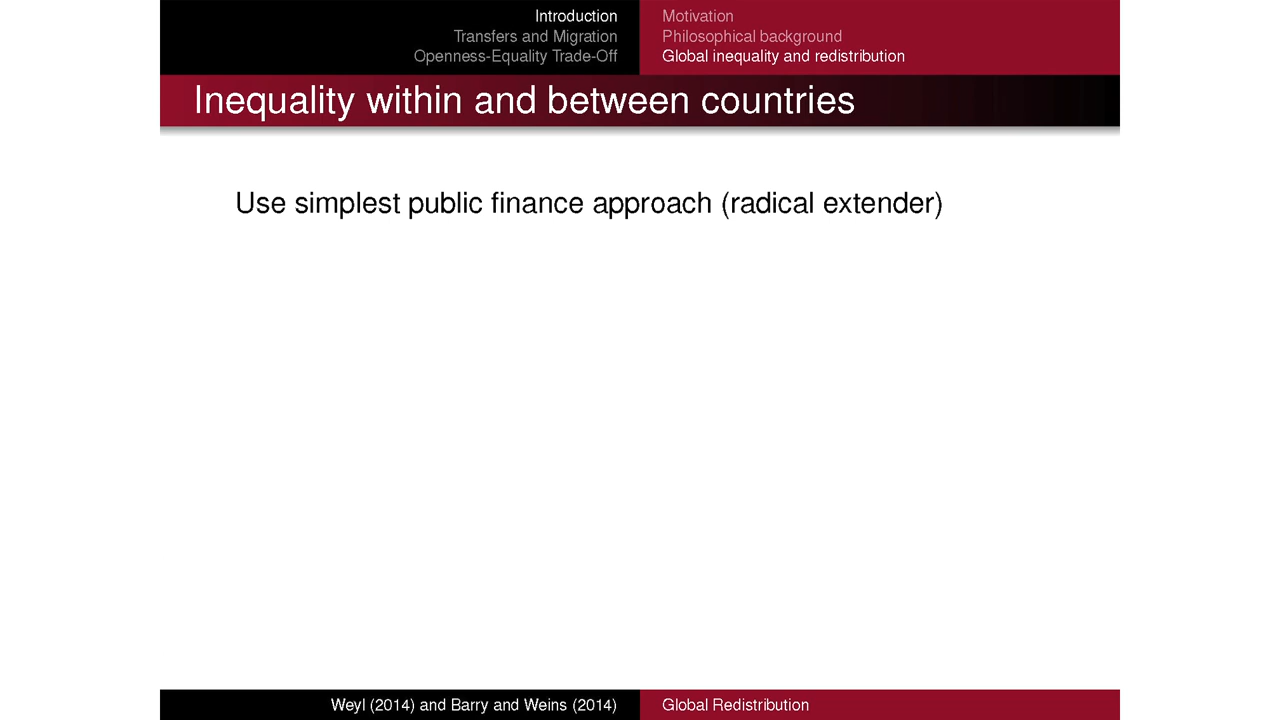 Introduction
Transfers and Migration
Openness-Equality Trade-Off
Motivation
Philosophical background
Global inequality and redistribution
Inequality within and between countries
Use simplest public finance approach (radical extender)
Weyl (2014) and Barry and Weins (2014)
Global Redistribution